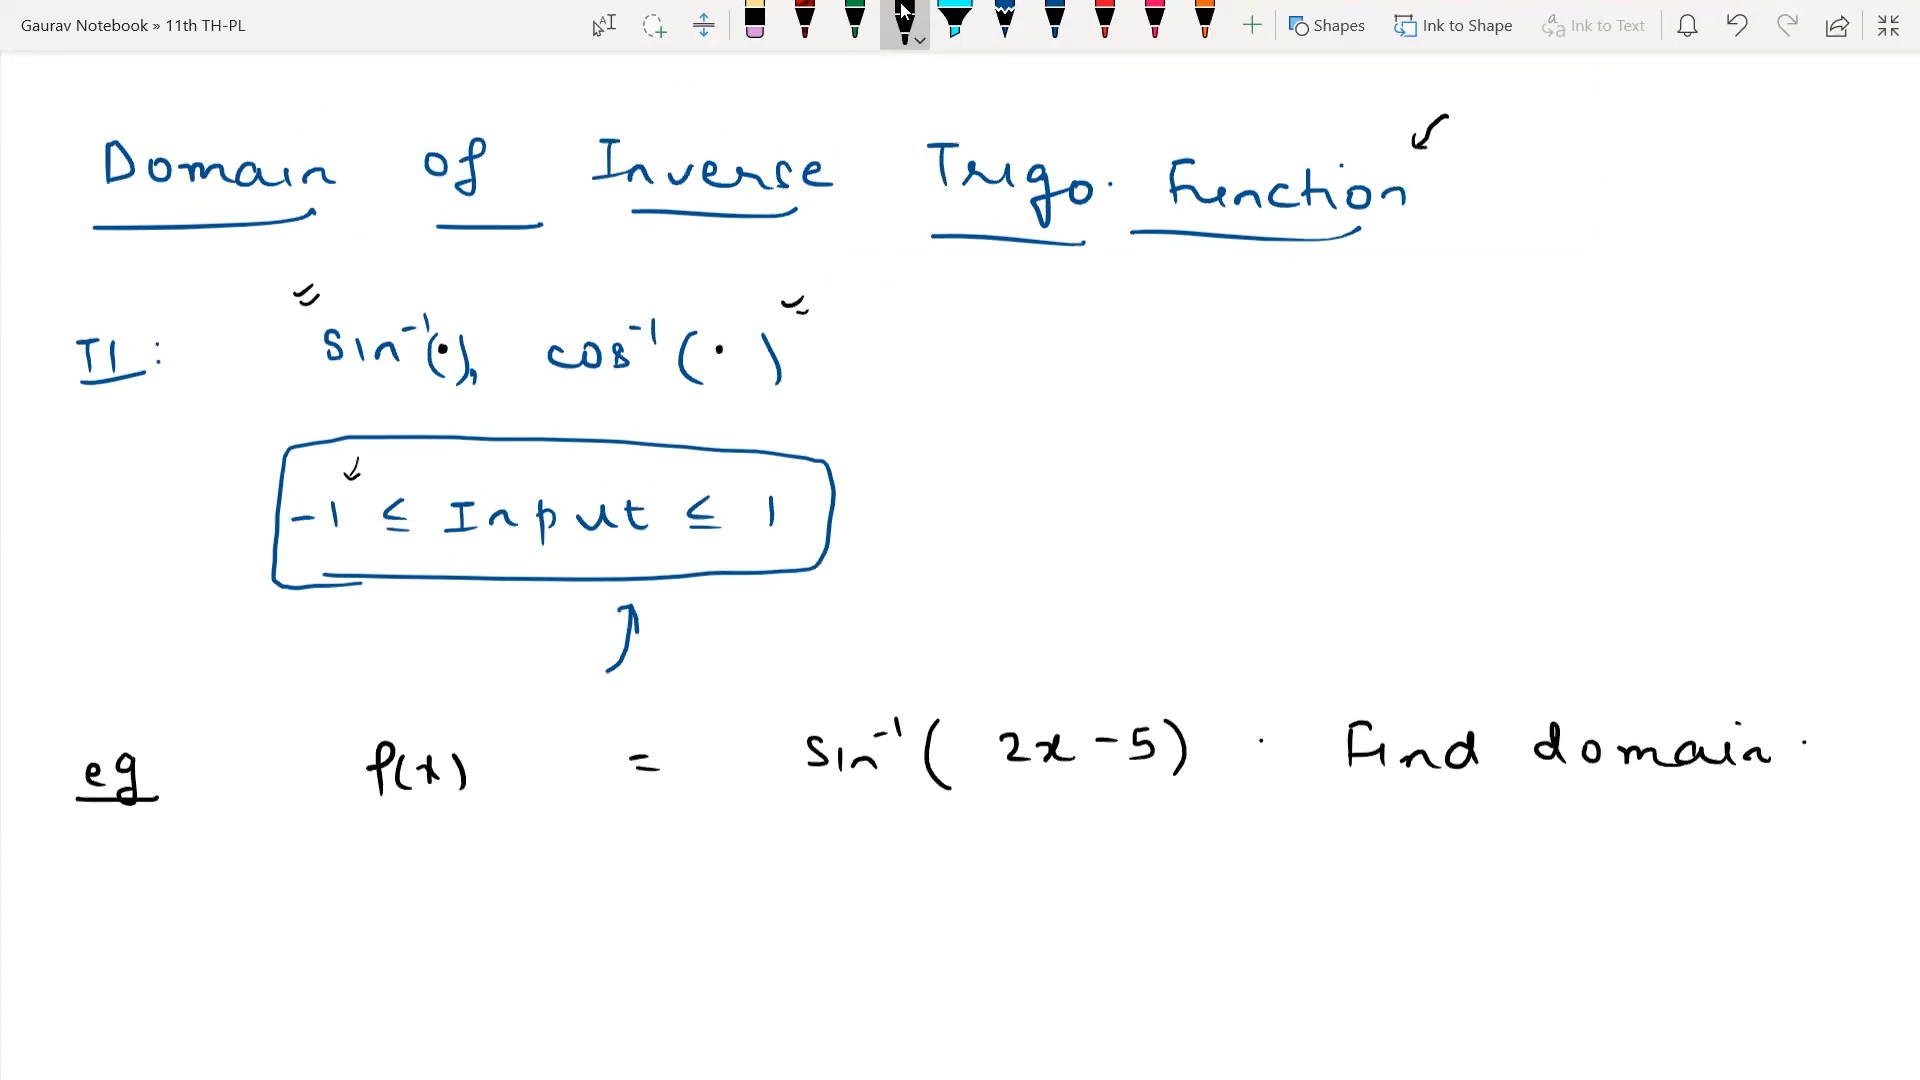 Gaurav Notebook » 11th TH-PL
Shapes Ink to Shape Ink to Text
Domain of Inverse Trigo. Function
T1: sin⁻¹(•), cos⁻¹(•)
-1 ≤ Input ≤ 1
eg f(x) = sin⁻¹(2x-5). Find domain.